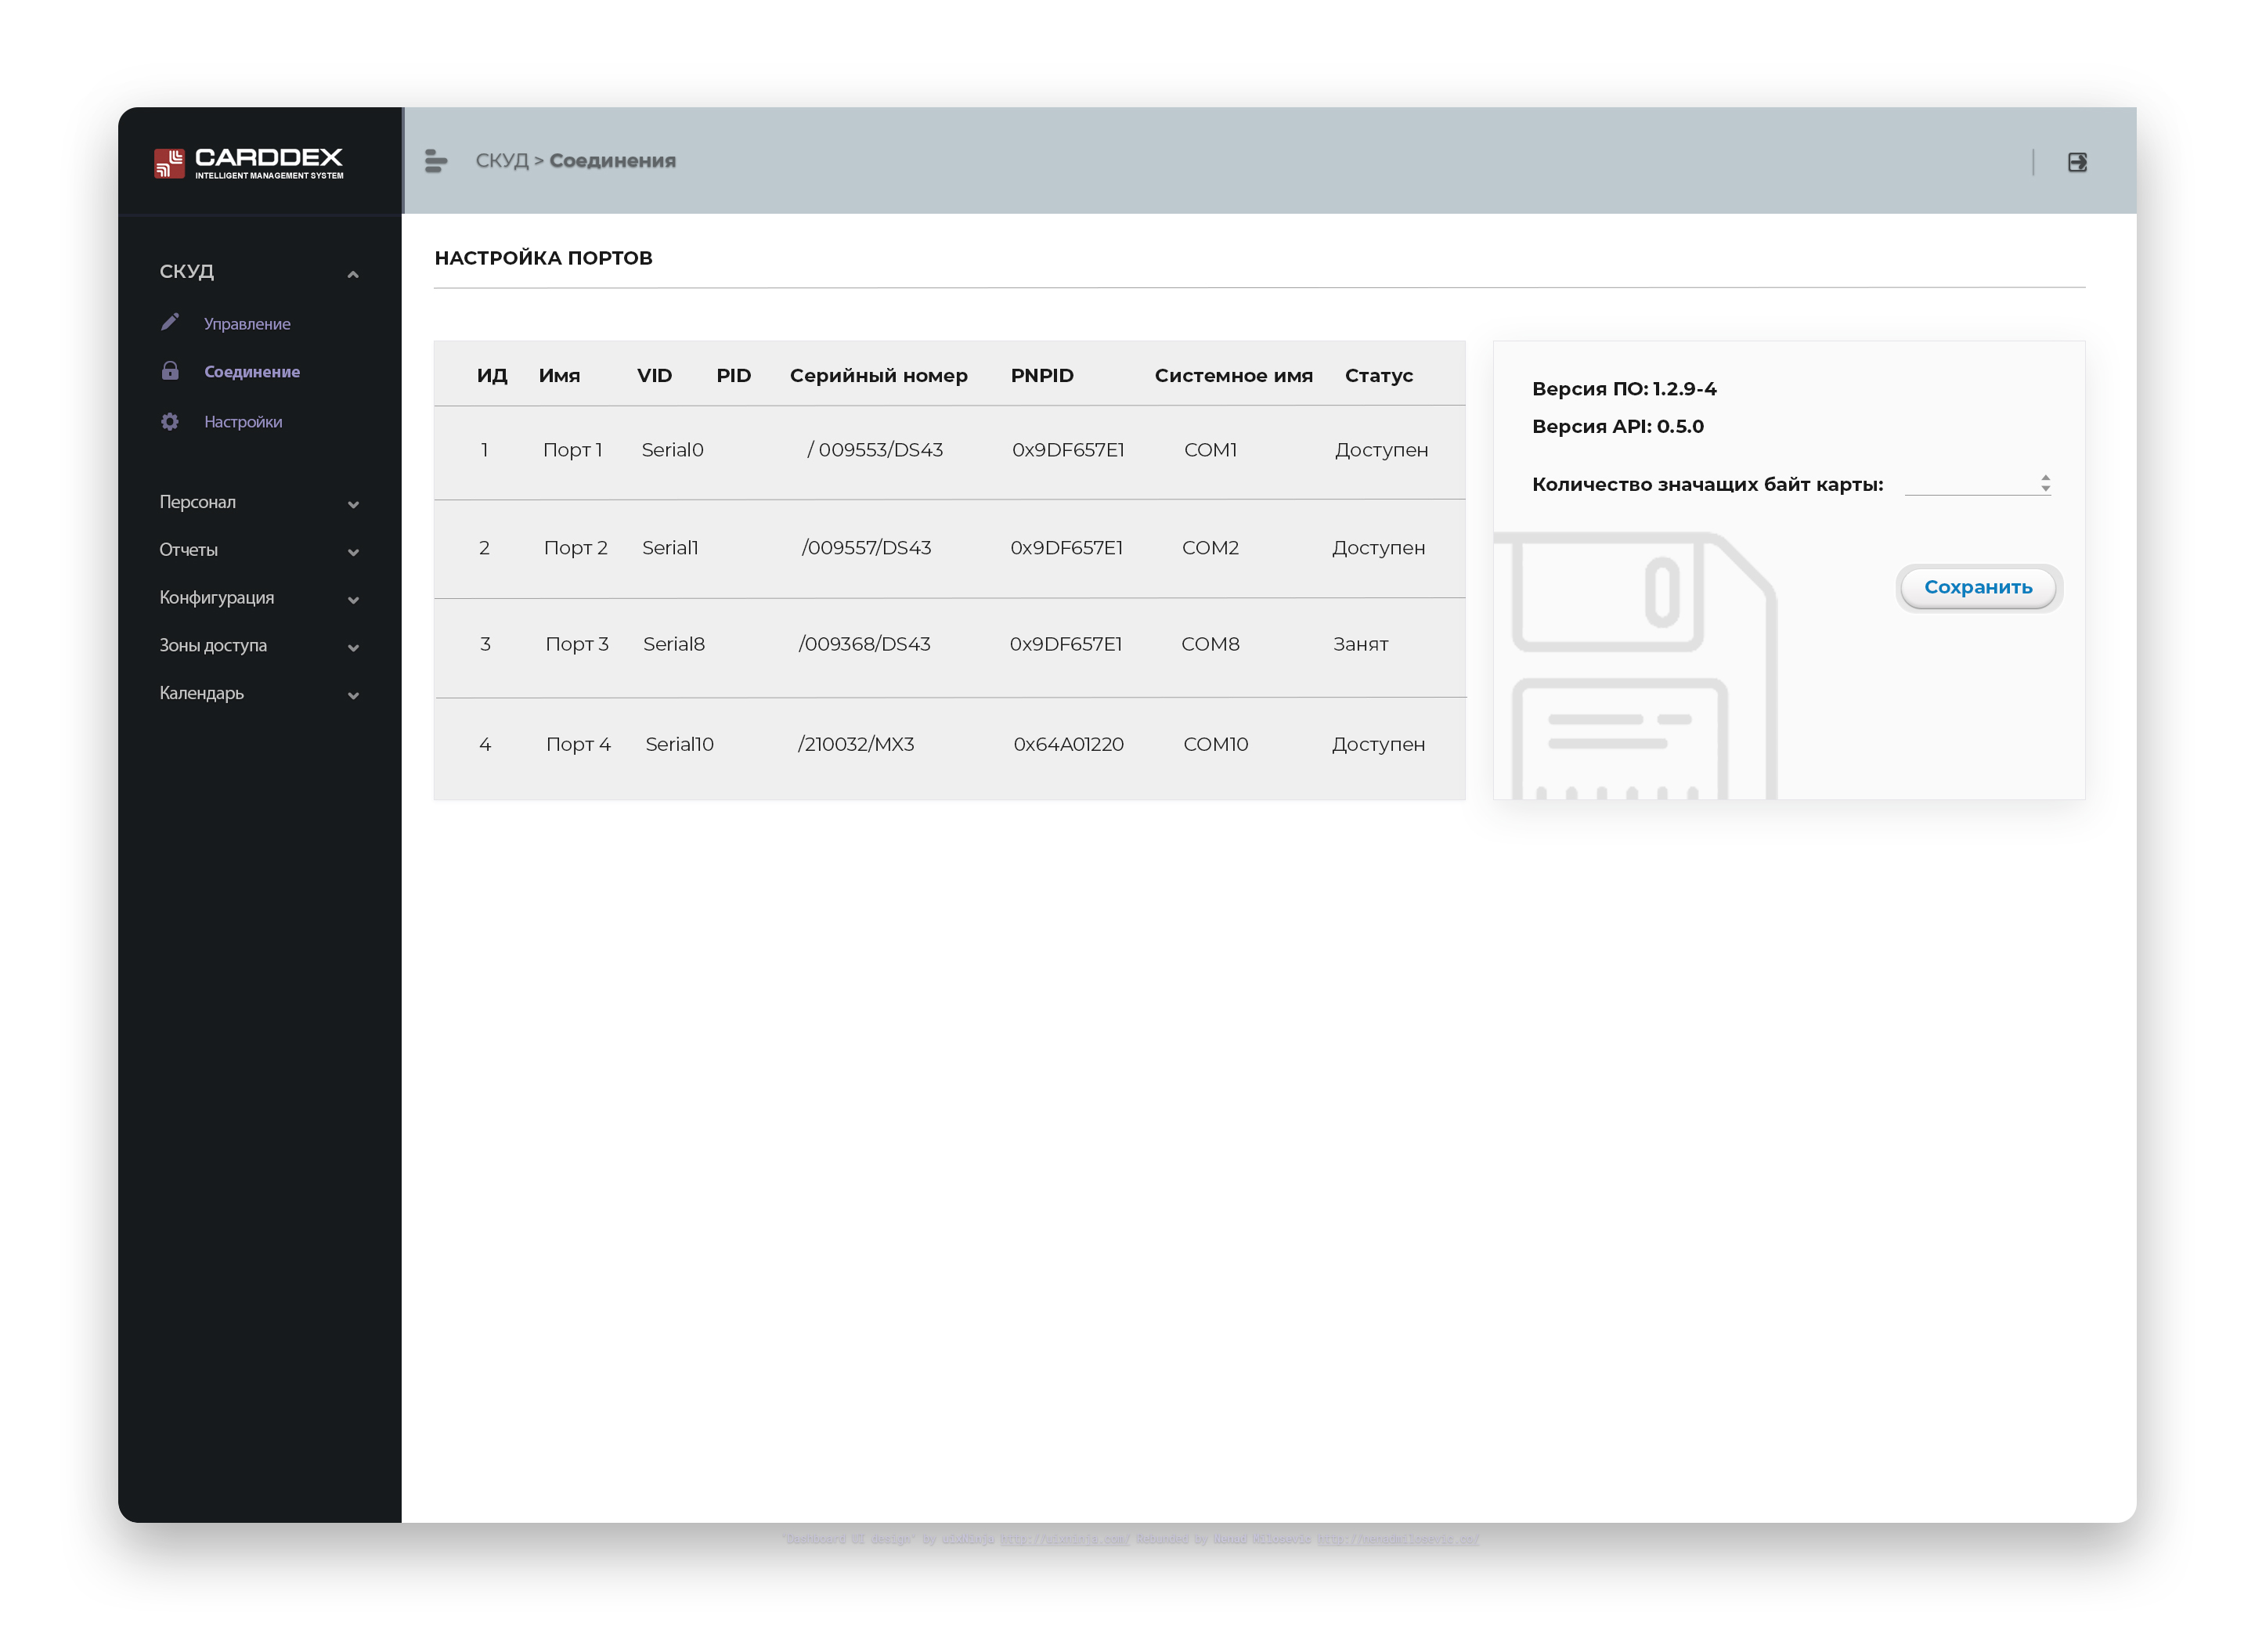 CARDDEX
INTELLIGENT MANAGEMENT SYSTEM
СКУД > Соединения
СКУД
Управление
Соединение
Настройки
Персонал
Отчеты
Конфигурация
Зоны доступа
Календарь
НАСТРОЙКА ПОРТОВ
ИД Имя VID PID Серийный номер PNPID Системное имя Статус
1 Порт 1 Serial0 / 009553/DS43 0x9DF657E1 COM1 Доступен
2 Порт 2 Serial1 /009557/DS43 0x9DF657E1 COM2 Доступен
3 Порт 3 Serial8 /009368/DS43 0x9DF657E1 COM8 Занят
4 Порт 4 Serial10 /210032/MX3 0x64A01220 COM10 Доступен
Версия ПО: 1.2.9-4
Версия API: 0.5.0
Количество значащих байт карты:
Сохранить
"Dashboard UI design" by